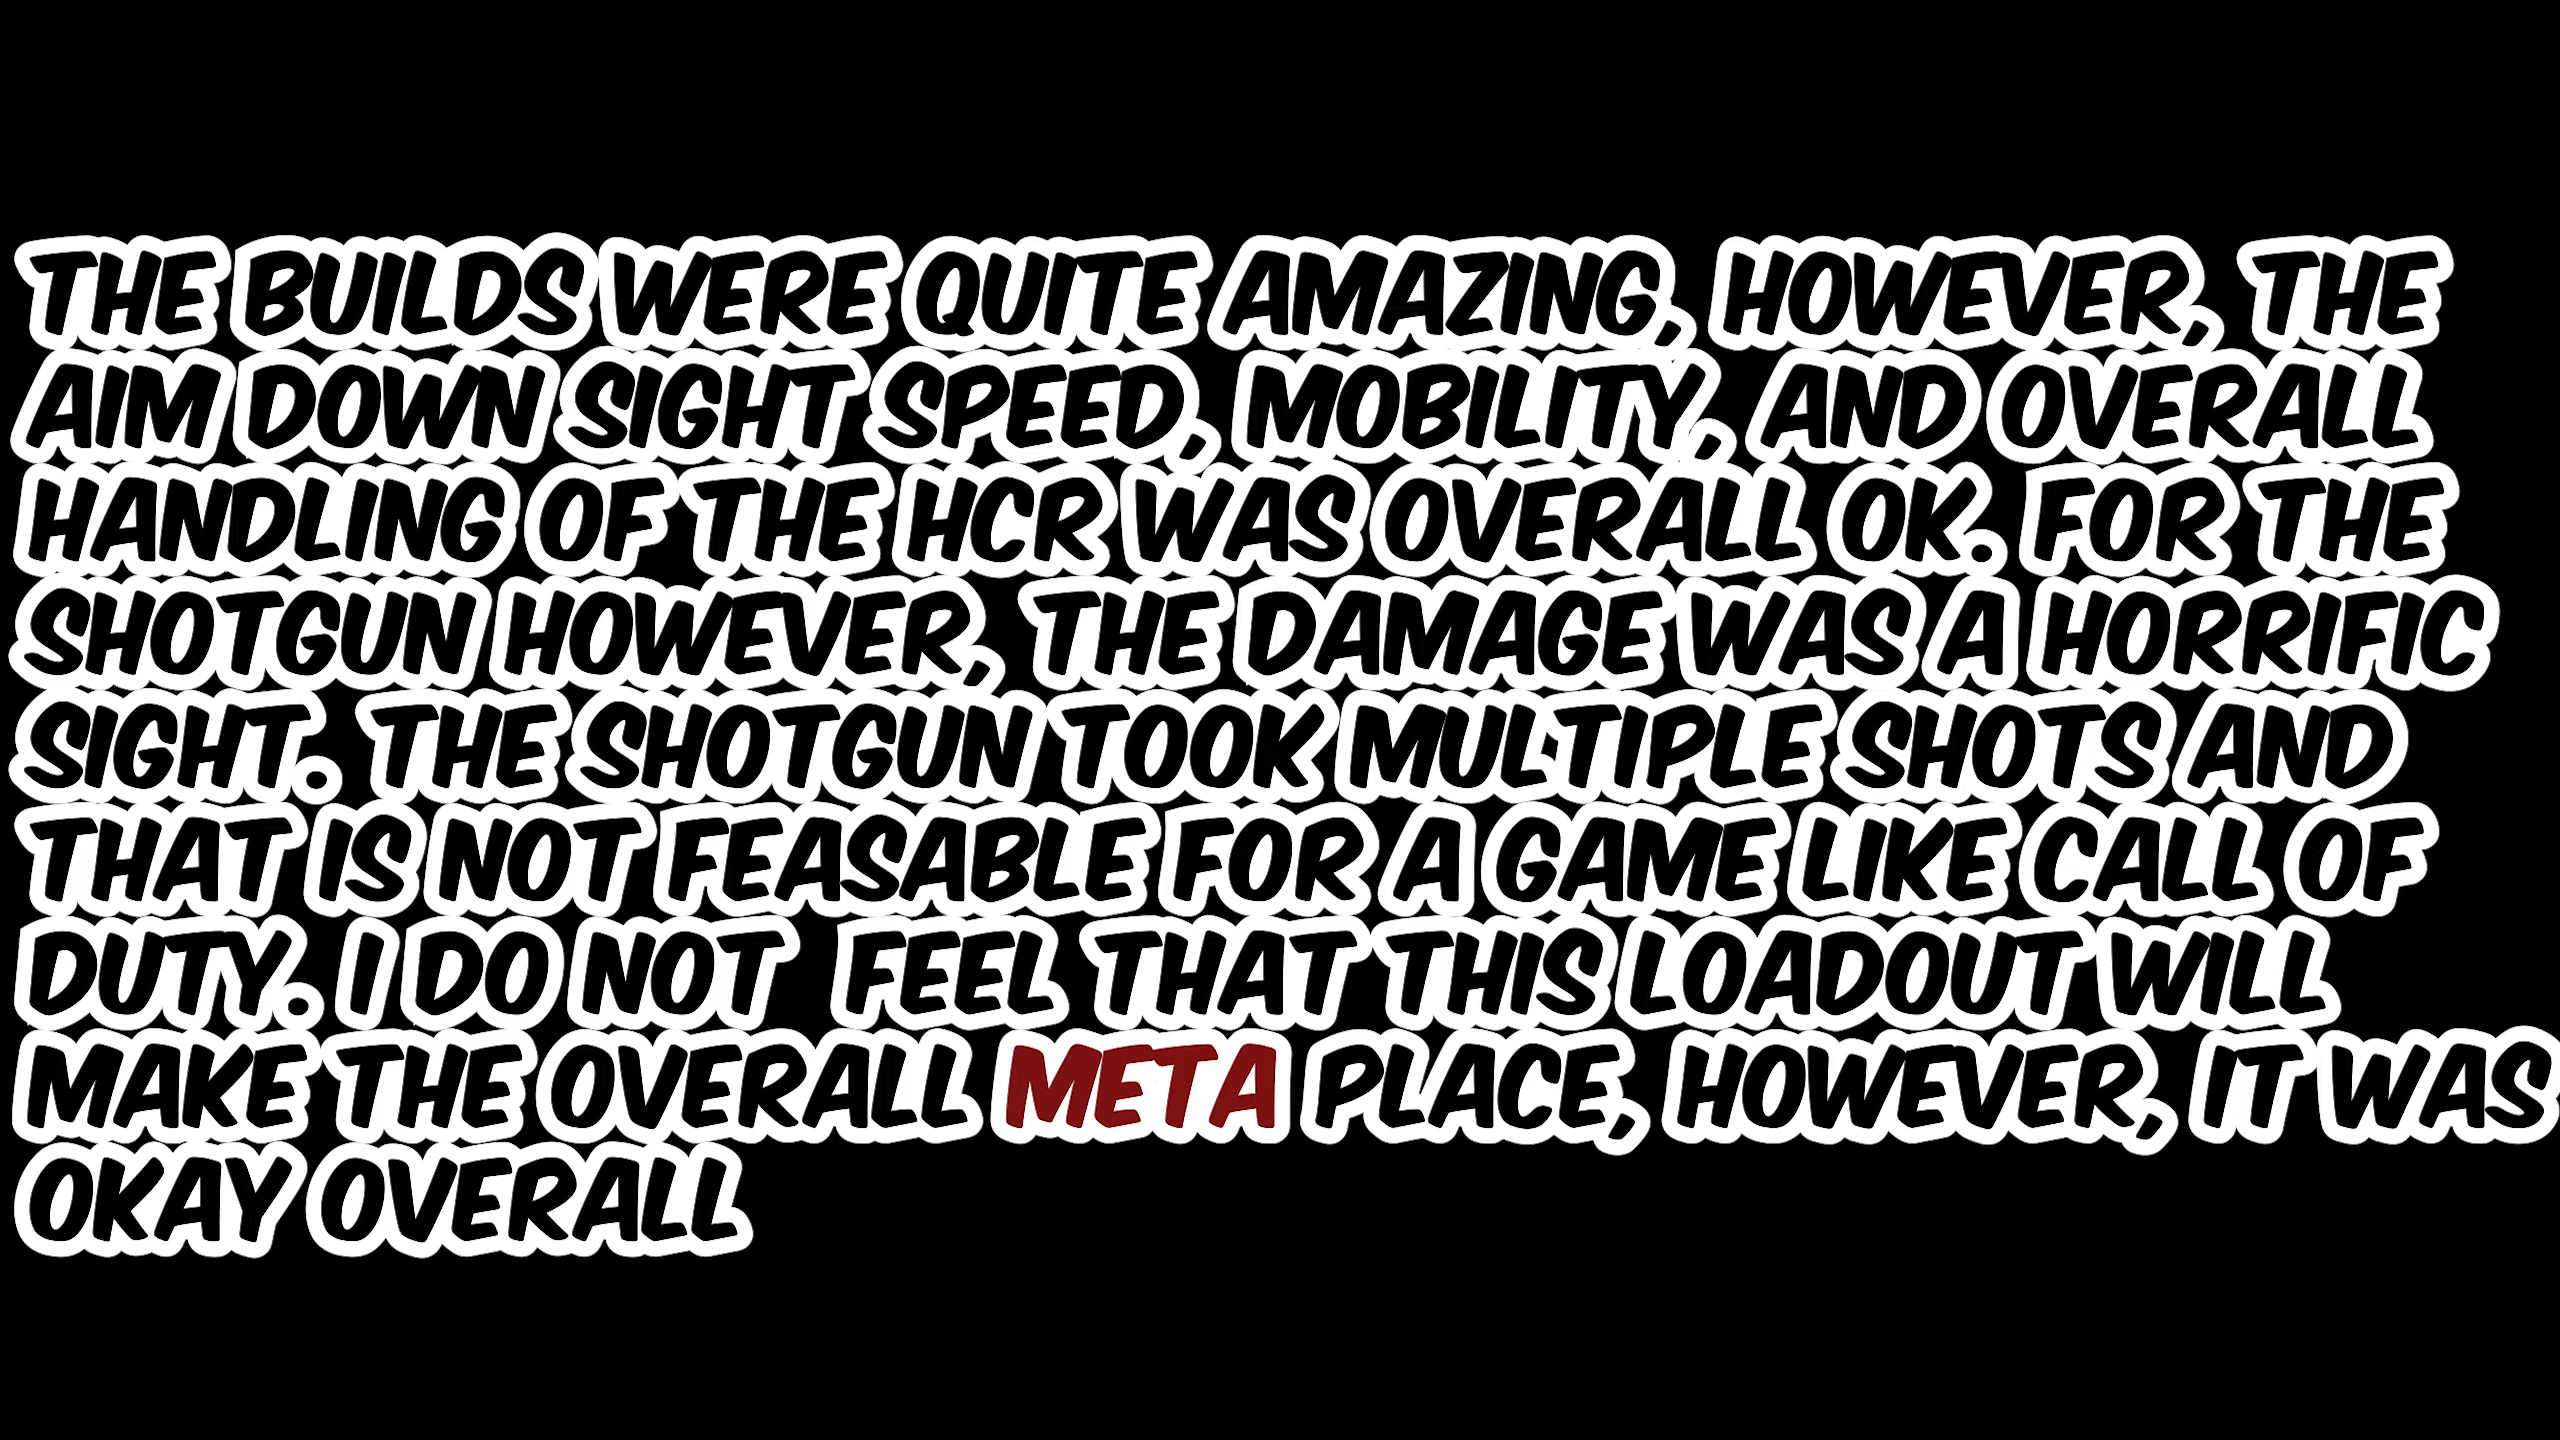 THE BUILDS WERE QUITE AMAZING, HOWEVER, THE
AIM DOWN SIGHT SPEED, MOBILITY, AND OVERALL
HANDLING OF THE HCR WAS OVERALL OK. FOR THE
SHOTGUN HOWEVER, THE DAMAGE WAS A HORRIFIC
SIGHT. THE SHOTGUN TOOK MULTIPLE SHOTS AND
THAT IS NOT FEASABLE FOR A GAME LIKE CALL OF
DUTY. I DO NOT  FEEL THAT THIS LOADOUT WILL
MAKE THE OVERALL META PLACE, HOWEVER, IT WAS
OKAY OVERALL